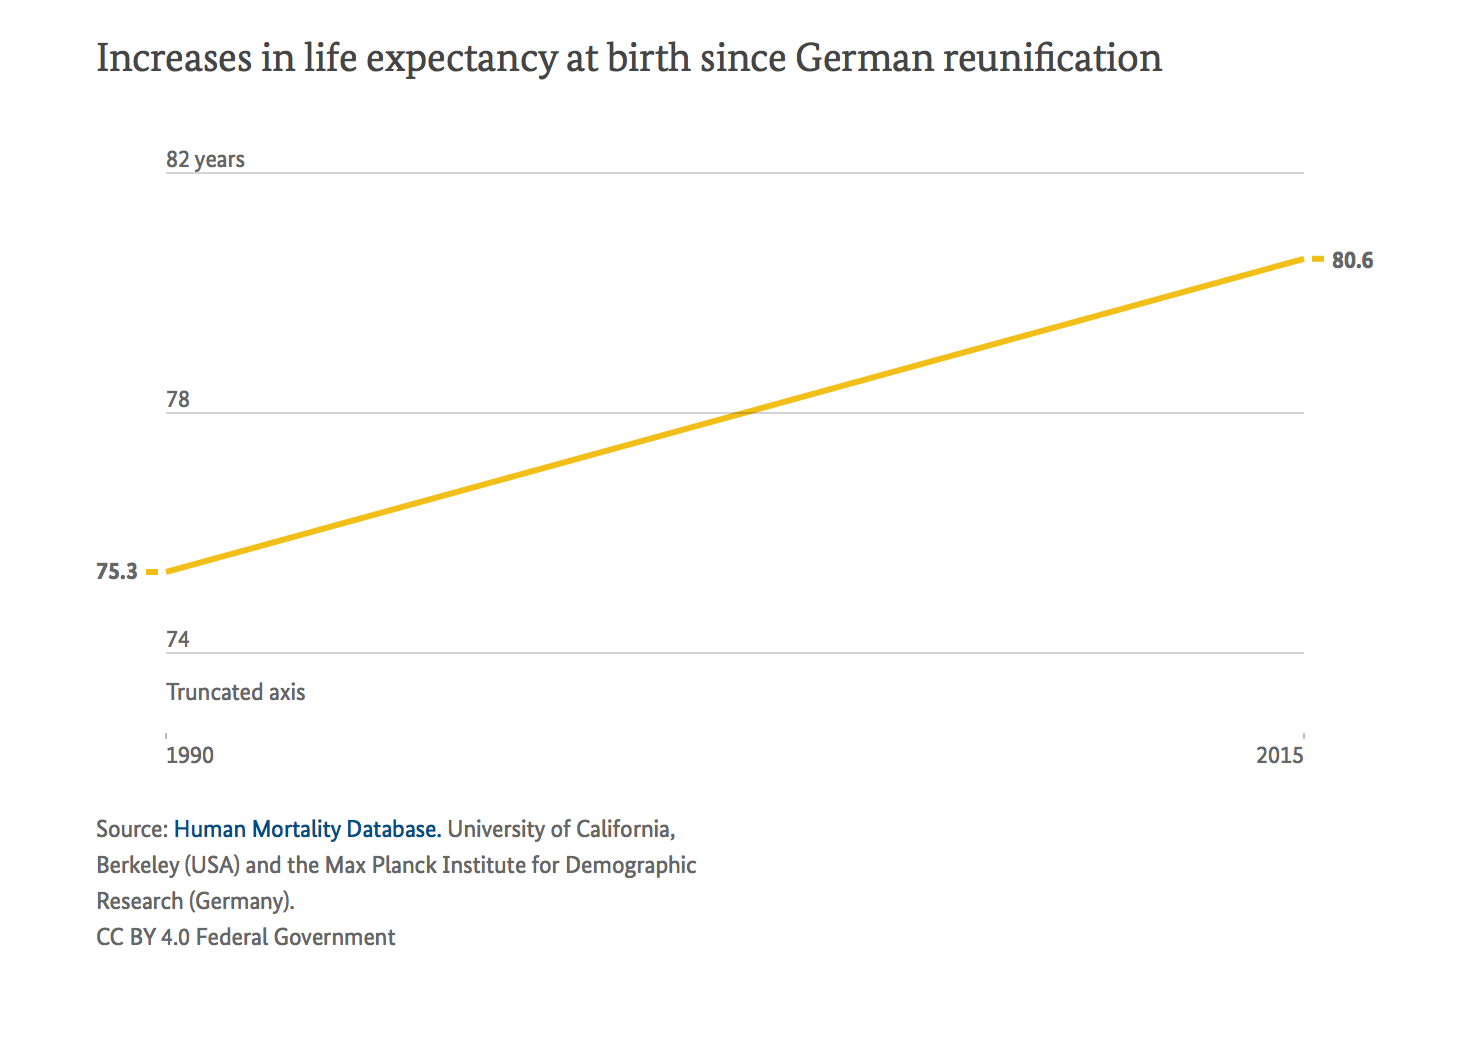 Increases in life expectancy at birth since German reunification
82 years
80.6
78
75.3
74
Truncated axis
1990
2015
Source: Human Mortality Database. University of California,
Berkeley (USA) and the Max Planck Institute for Demographic
Research (Germany).
CC BY 4.0 Federal Government